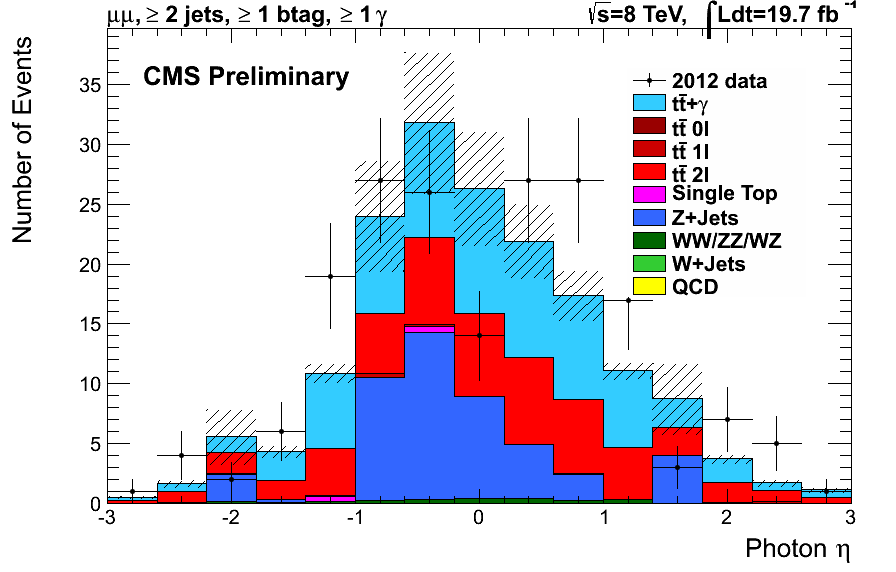 μμ, ≥ 2 jets, ≥ 1 btag, ≥ 1 γ
√s=8 TeV, ∫Ldt=19.7 fb⁻¹
CMS Preliminary
Number of Events
35
30
25
20
15
10
5
0
2012 data
tt̄+γ
tt̄ 0l
tt̄ 1l
tt̄ 2l
Single Top
Z+Jets
WW/ZZ/WZ
W+Jets
QCD
-3 -2 -1 0 1 2 3
Photon η